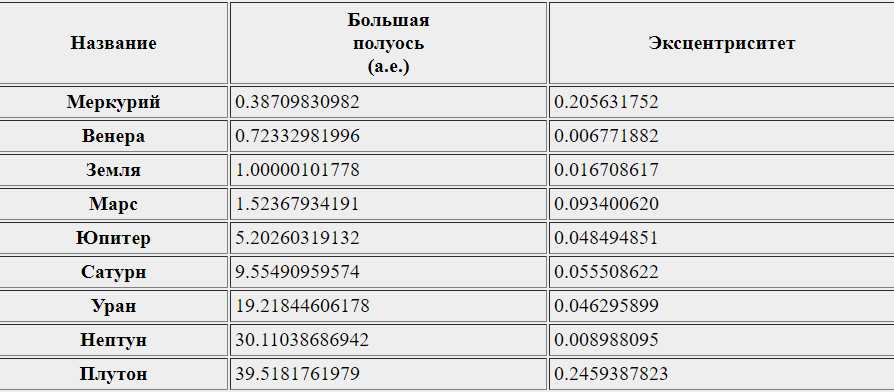 Название Большая полуось (а.е.) Эксцентриситет
Меркурий 0.38709830982 0.205631752
Венера 0.72332981996 0.006771882
Земля 1.00000101778 0.016708617
Марс 1.52367934191 0.093400620
Юпитер 5.20260319132 0.048494851
Сатурн 9.55490959574 0.055508622
Уран 19.21844606178 0.046295899
Нептун 30.11038686942 0.008988095
Плутон 39.5181761979 0.2459387823